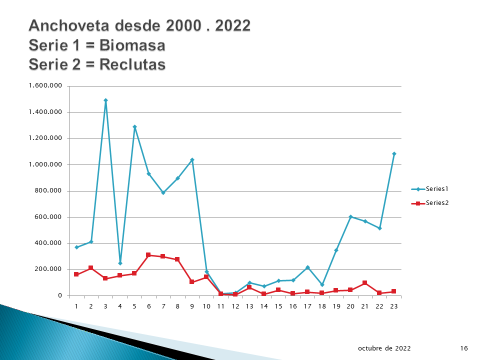 Anchoveta desde 2000 . 2022
Serie 1 = Biomasa
Serie 2 = Reclutas
1.600.000
1.400.000
1.200.000
1.000.000
800.000
600.000
400.000
200.000
0
1 2 3 4 5 6 7 8 9 10 11 12 13 14 15 16 17 18 19 20 21 22 23
Series1
Series2
octubre de 2022 16